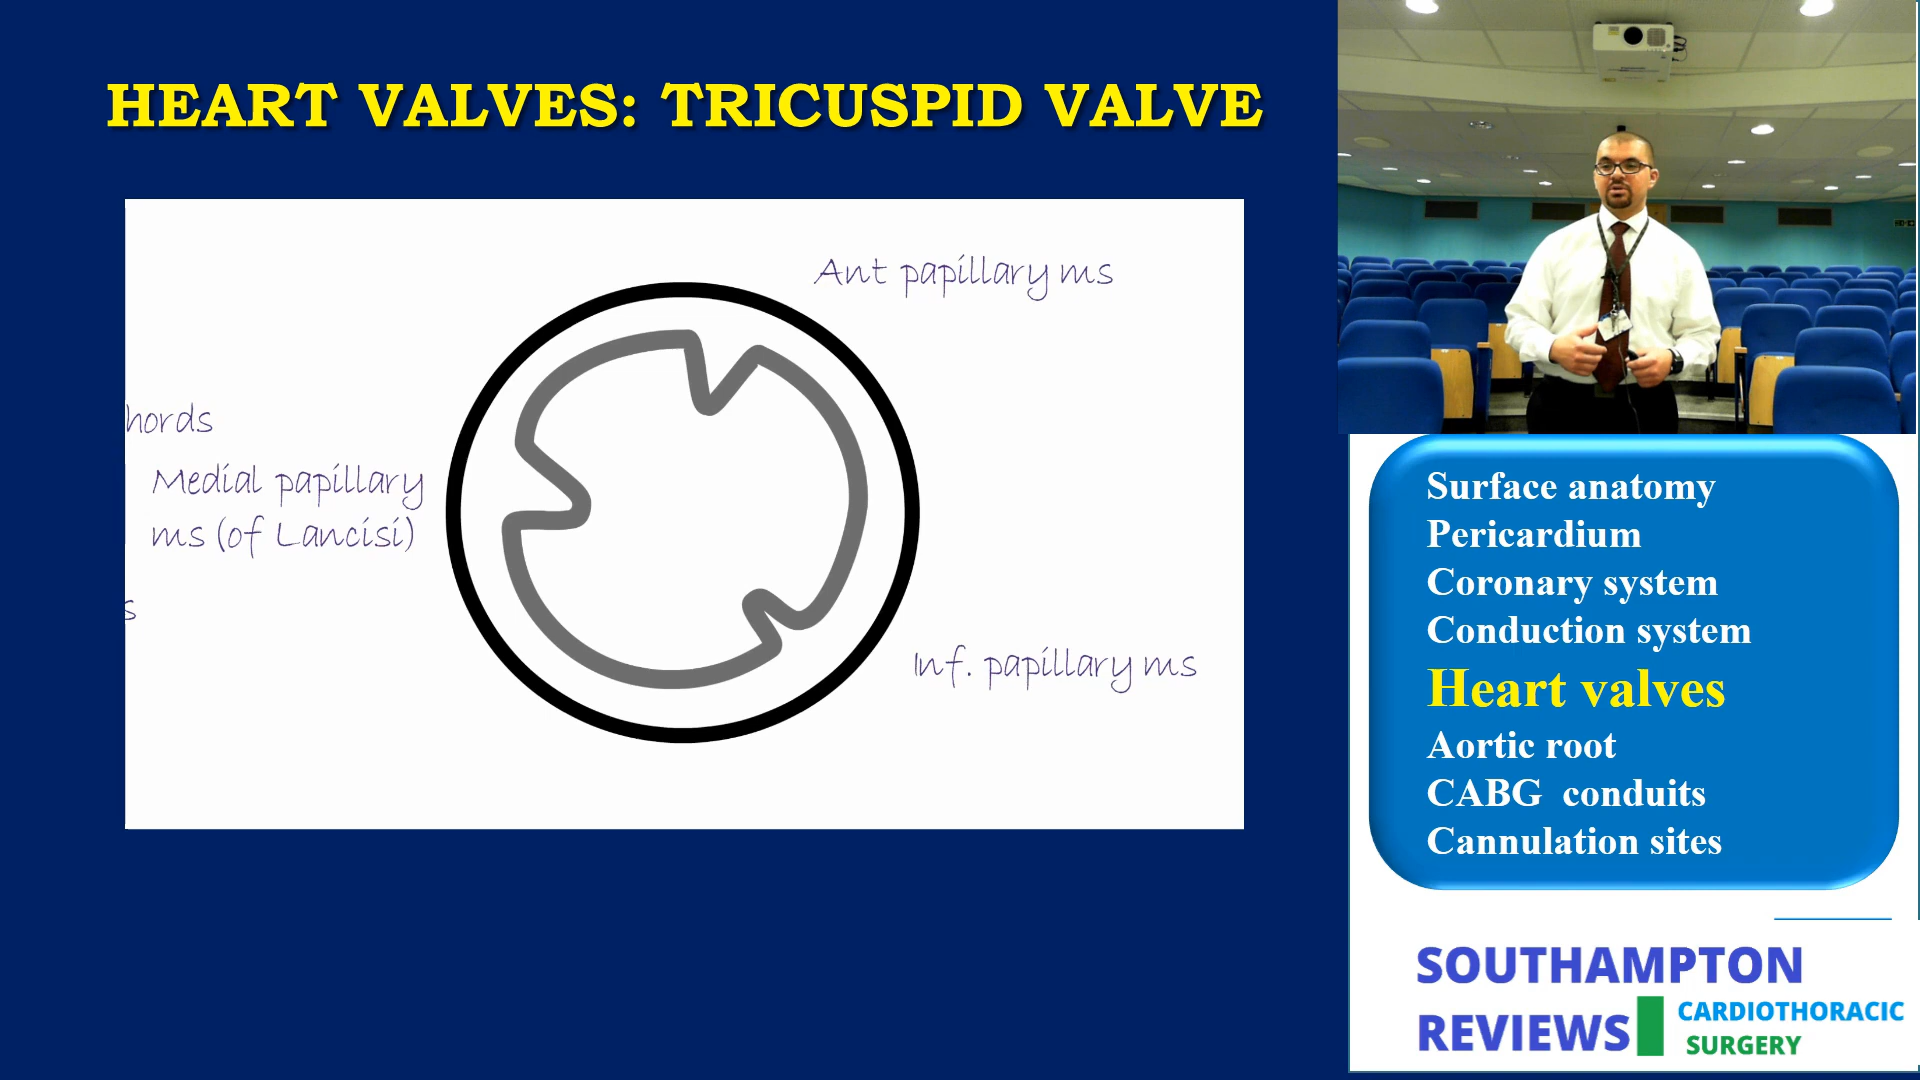 HEART VALVES: TRICUSPID VALVE
Ant papillary ms
hords
Medial papillary
ms (of Lancisi)
s
Inf. papillary ms
Surface anatomy
Pericardium
Coronary system
Conduction system
Heart valves
Aortic root
CABG conduits
Cannulation sites
SOUTHAMPTON
REVIEWS
CARDIOTHORACIC
SURGERY